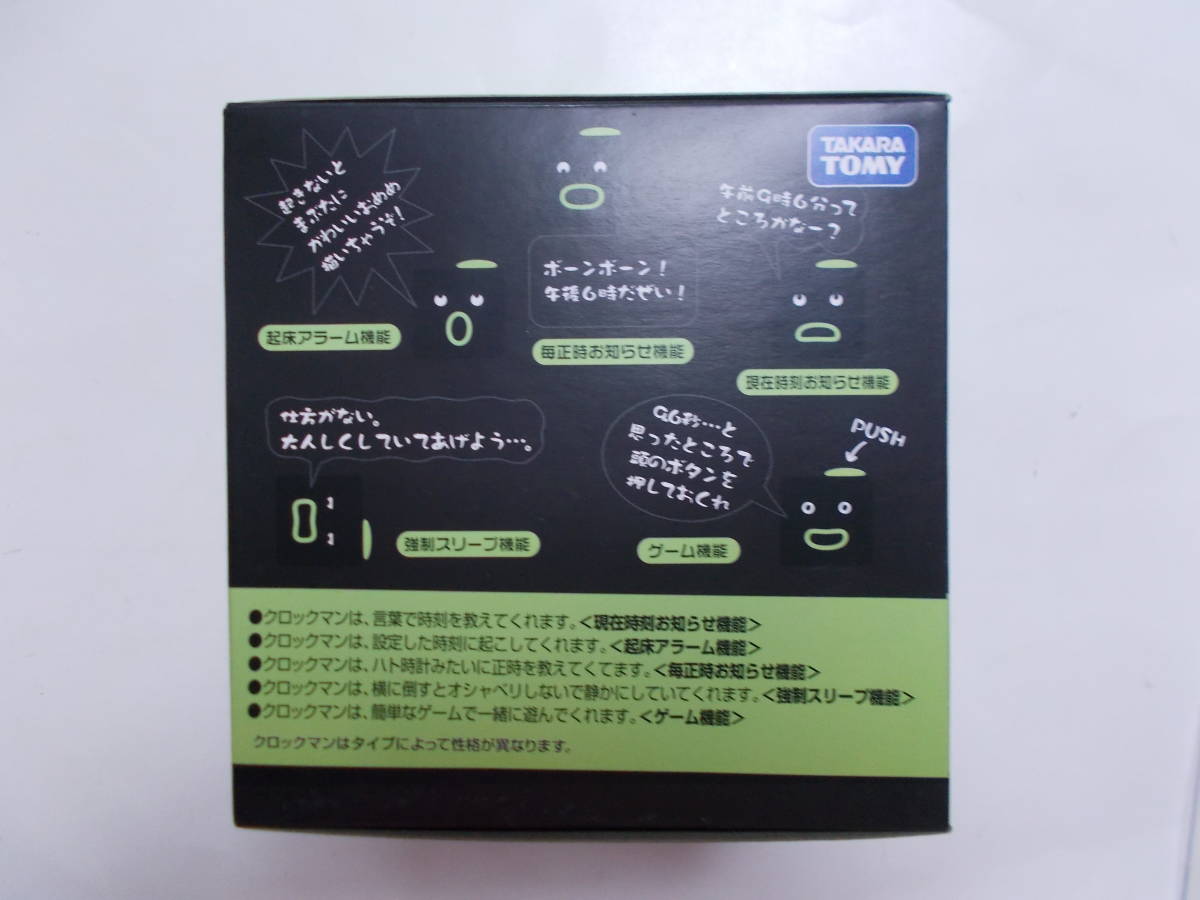 TAKARA
TOMY
起きないと
まぶたに
かわいいおめめ
描いちゃうぞ!
起床アラーム機能
ボーンボーン!
午後6時だぜい!
毎正時お知らせ機能
午前9時6分って
ところかなー?
現在時刻お知らせ機能
仕方がない。
大人しくしていてあげよう…。
強制スリープ機能
9.6秒…と
思ったところで
頭のボタンを
押しておくれ
PUSH
ゲーム機能
●クロックマンは、言葉で時刻を教えてくれます。<現在時刻お知らせ機能>
●クロックマンは、設定した時刻に起こしてくれます。<起床アラーム機能>
●クロックマンは、ハト時計みたいに正時を教えてくてます。<毎正時お知らせ機能>
●クロックマンは、横に倒すとオシャベリしないで静かにしていてくれます。<強制スリープ機能>
●クロックマンは、簡単なゲームで一緒に遊んでくれます。<ゲーム機能>
クロックマンはタイプによって性格が異なります。